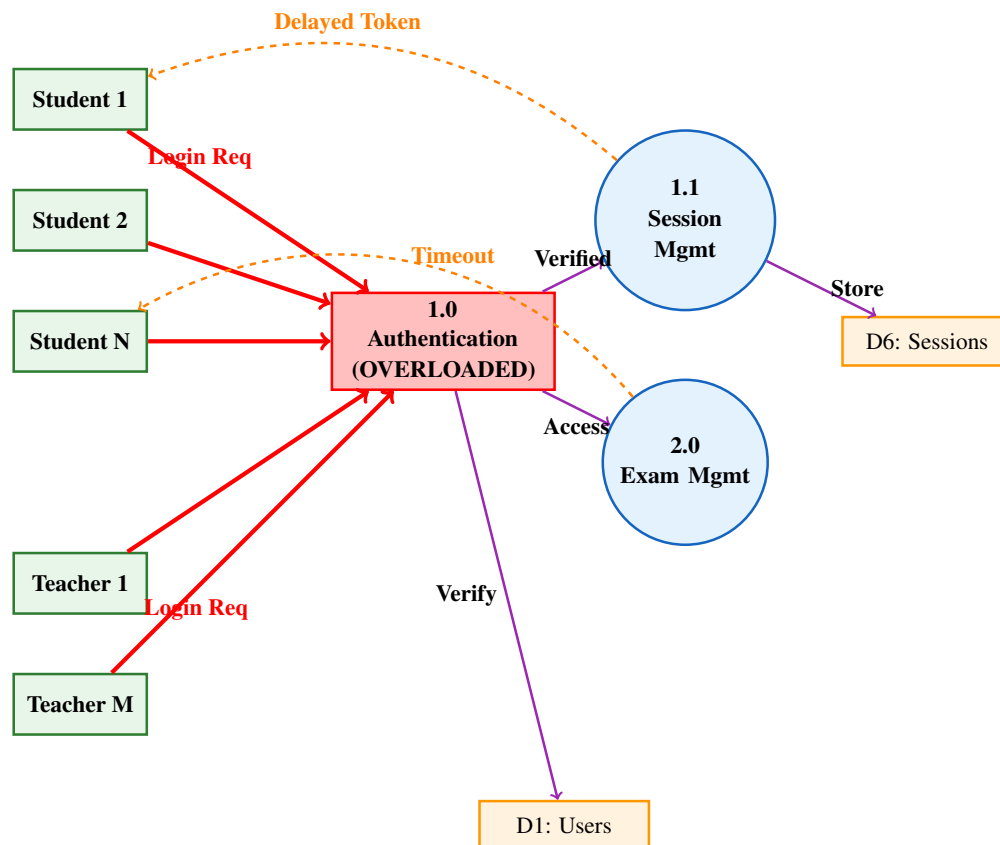 Delayed Token
Student 1
Login Req
1.1
Session
Mgmt
Student 2
Timeout
Verified
Store
1.0
Authentication
(OVERLOADED)
Student N
D6: Sessions
Access
2.0
Exam Mgmt
Teacher 1
Verify
Login Req
Teacher M
D1: Users